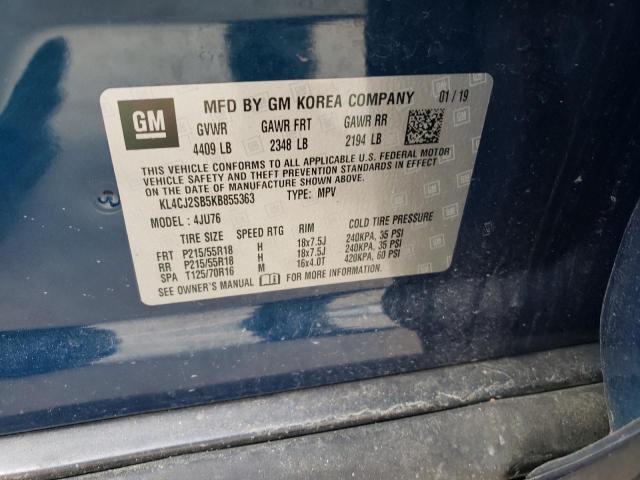 GM
MFD BY GM KOREA COMPANY 01 / 19
GVWR GAWR FRT GAWR RR
4409 LB 2348 LB 2194 LB
THIS VEHICLE CONFORMS TO ALL APPLICABLE U.S. FEDERAL MOTOR
VEHICLE SAFETY AND THEFT PREVENTION STANDARDS IN EFFECT
ON THE DATE OF MANUFACTURE SHOWN ABOVE.
KL4CJ2SB5KB855363 TYPE: MPV
MODEL: 4JU76
TIRE SIZE SPEED RTG RIM COLD TIRE PRESSURE
FRT P215/55R18 H 18x7.5J 240KPA, 35 PSI
RR P215/55R18 H 18x7.5J 240KPA, 35 PSI
SPA T125/70R16 M 16x4.0T 420KPA, 60 PSI
SEE OWNER'S MANUAL FOR MORE INFORMATION.